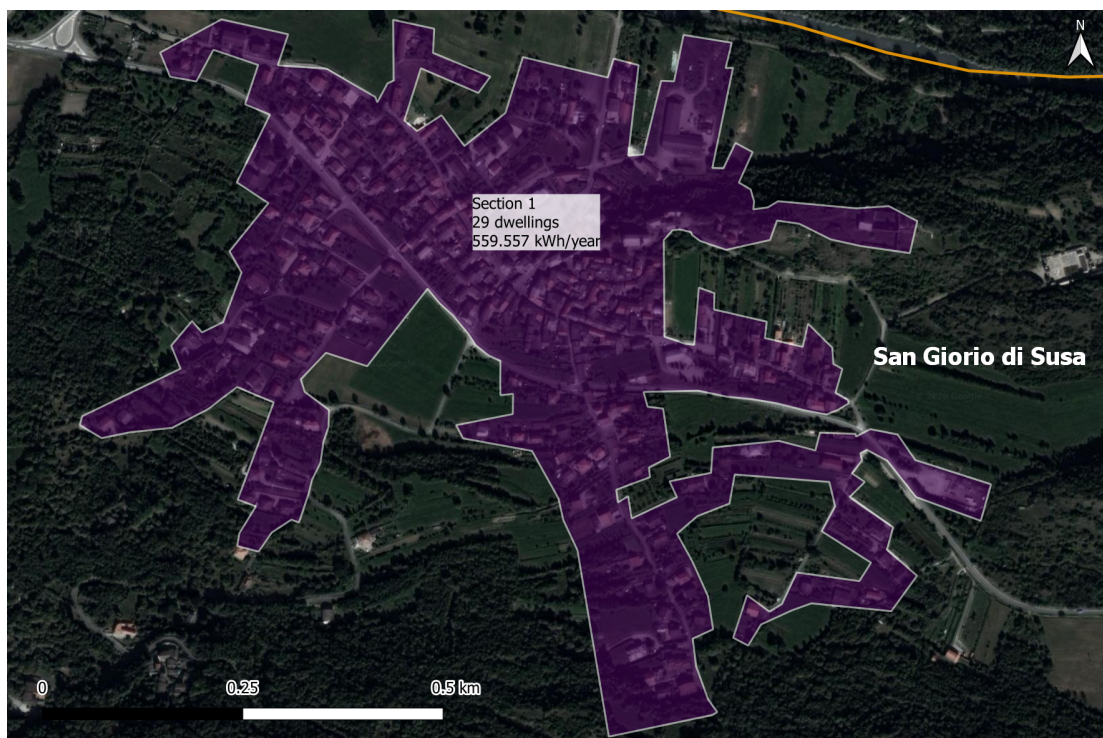 N
Section 1
29 dwellings
559.557 kWh/year
San Giorio di Susa
0 0.25 0.5 km